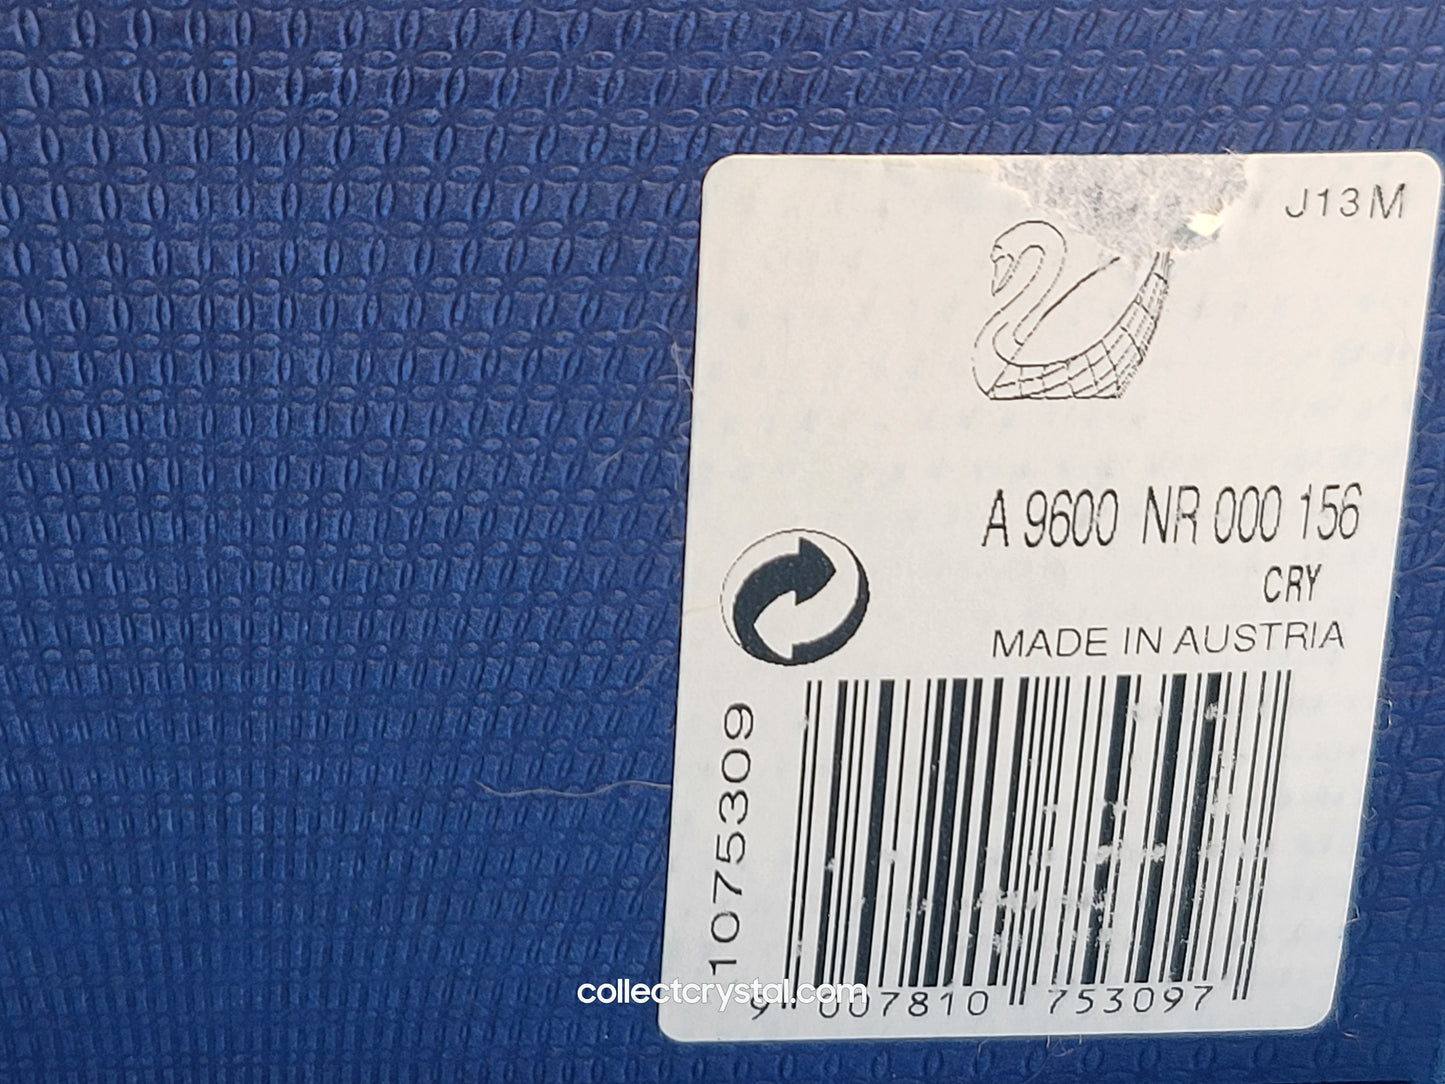 J13M
A 9600 NR 000 156
CRY
MADE IN AUSTRIA
1075309
9 007810 753097
collectcrystal.com